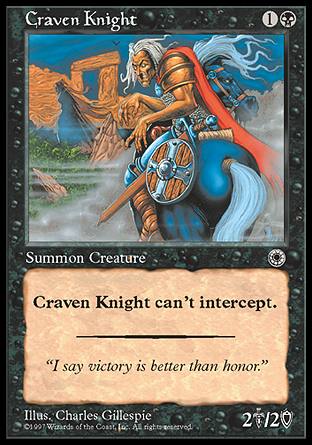 Craven Knight 1
Summon Creature
Craven Knight can't intercept.
"I say victory is better than honor."
Illus. Charles Gillespie
©1997 Wizards of the Coast, Inc. All rights reserved.
2/2